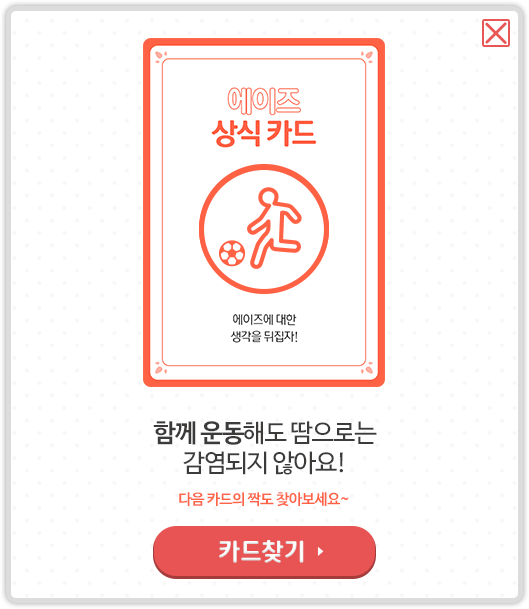 에이즈
상식 카드
에이즈에 대한
생각을 뒤집자!
함께 운동해도 땀으로는
감염되지 않아요!
다음 카드의 짝도 찾아보세요~
카드찾기